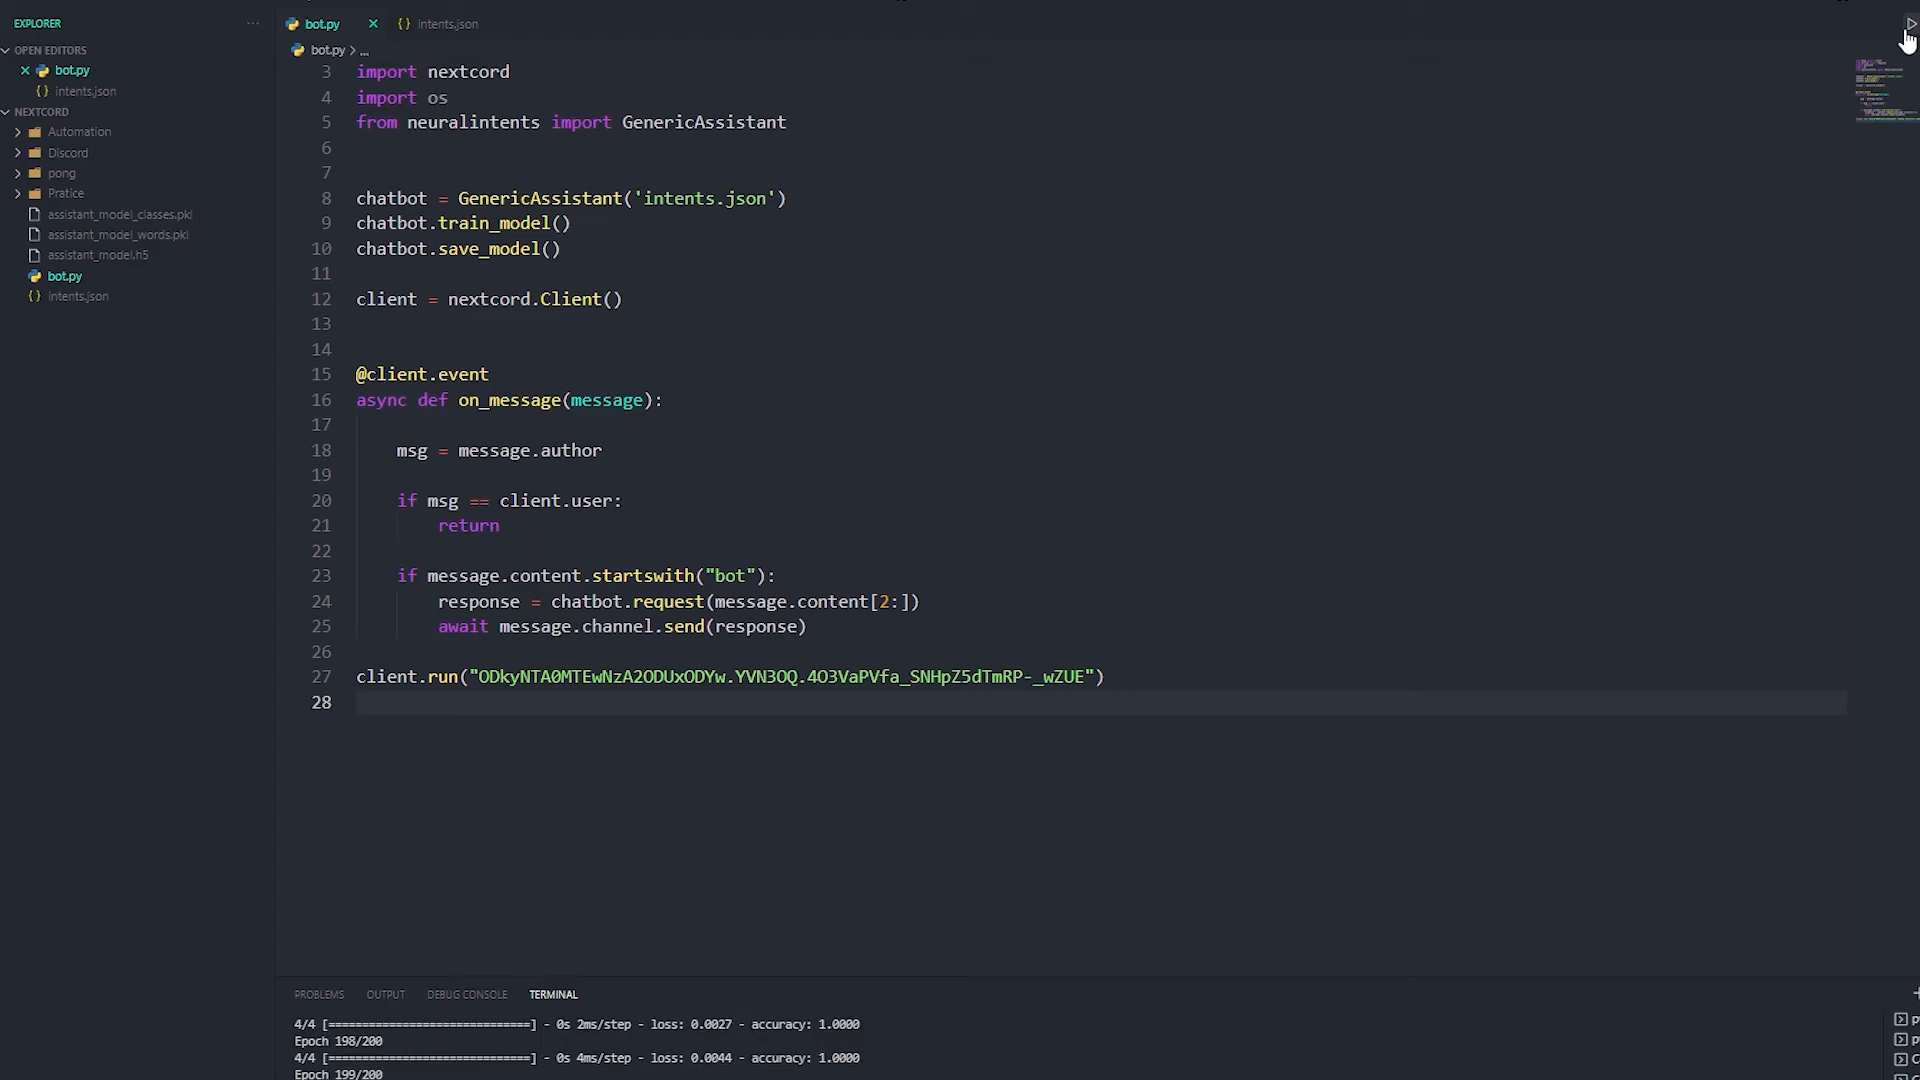 EXPLORER
OPEN EDITORS
bot.py
intents.json
NEXTCORD
Automation
Discord
pong
Pratice
assistant_model_classes.pkl
assistant_model_words.pkl
assistant_model.h5
bot.py
intents.json
bot.py
intents.json
bot.py > ...
3 import nextcord
4 import os
5 from neuralintents import GenericAssistant
6
7
8 chatbot = GenericAssistant('intents.json')
9 chatbot.train_model()
10 chatbot.save_model()
11
12 client = nextcord.Client()
13
14
15 @client.event
16 async def on_message(message):
17
18 msg = message.author
19
20 if msg == client.user:
21 return
22
23 if message.content.startswith("bot"):
24 response = chatbot.request(message.content[2:])
25 await message.channel.send(response)
26
27 client.run("ODkyNTA0MTEwNzA2ODUxODYw.YVN3OQ.4O3VaPVfa_SNHpZ5dTmRP-_wZUE")
28
PROBLEMS OUTPUT DEBUG CONSOLE TERMINAL
4/4 [==============================] - 0s 2ms/step - loss: 0.0027 - accuracy: 1.0000
Epoch 198/200
4/4 [==============================] - 0s 4ms/step - loss: 0.0044 - accuracy: 1.0000
Epoch 199/200